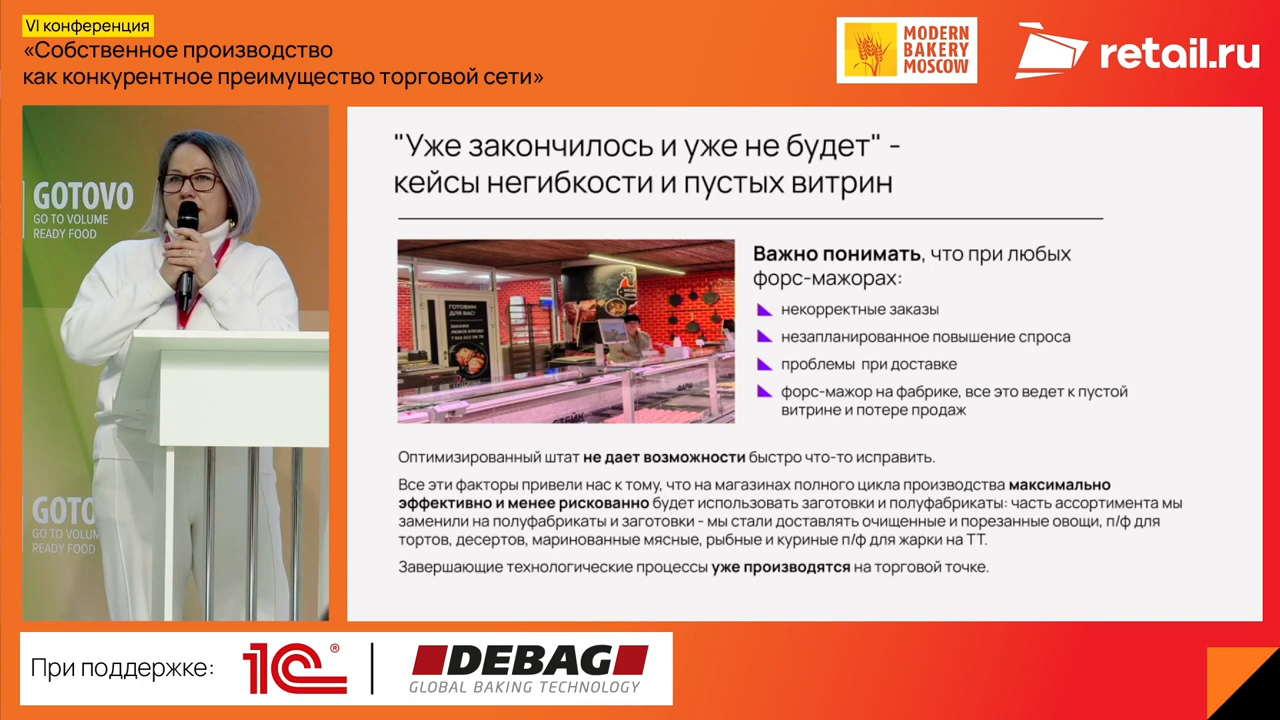 VI конференция
«Собственное производство
как конкурентное преимущество торговой сети»
MODERN
BAKERY
MOSCOW
retail.ru
GOTOVO
GO TO VOLUME
READY FOOD
GOTO
GO TO VOLUM
READY FOOD
"Уже закончилось и уже не будет" -
кейсы негибкости и пустых витрин
ГОТОВИМ
ДЛЯ ВАС!
Важно понимать, что при любых
форс-мажорах:
некорректные заказы
незапланированное повышение спроса
проблемы при доставке
форс-мажор на фабрике, все это ведет к пустой
витрине и потере продаж
Оптимизированный штат не дает возможности быстро что-то исправить.
Все эти факторы привели нас к тому, что на магазинах полного цикла производства максимально
эффективно и менее рискованно будет использовать заготовки и полуфабрикаты: часть ассортимента мы
заменили на полуфабрикаты и заготовки - мы стали доставлять очищенные и порезанные овощи, п/ф для
тортов, десертов, маринованные мясные, рыбные и куриные п/ф для жарки на ТТ.
Завершающие технологические процессы уже производятся на торговой точке.
При поддержке:
1С®
DEBAG
GLOBAL BAKING TECHNOLOGY